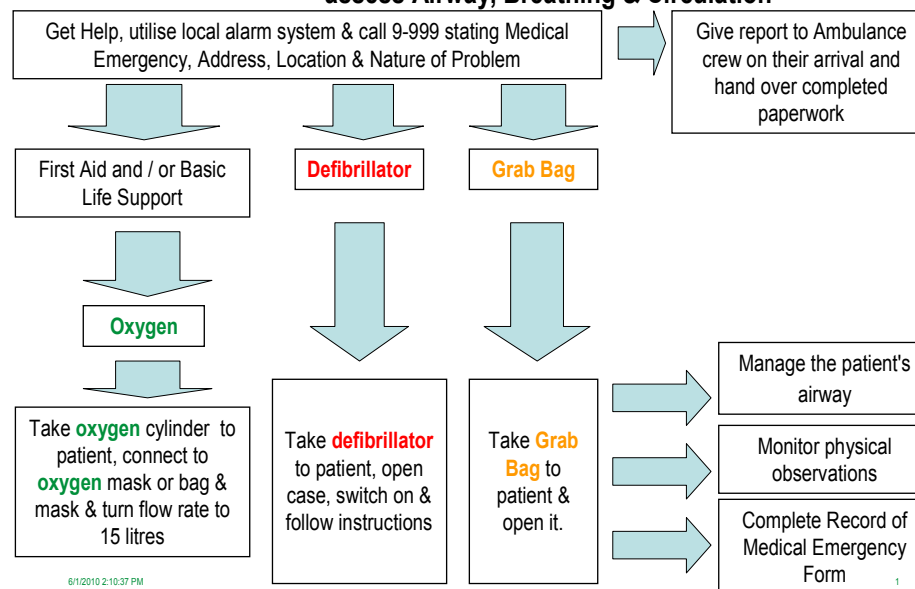 assess Airway, Breathing & Circulation
Get Help, utilise local alarm system & call 9-999 stating Medical
Emergency, Address, Location & Nature of Problem
Give report to Ambulance
crew on their arrival and
hand over completed
paperwork
First Aid and / or Basic
Life Support
Defibrillator
Grab Bag
Oxygen
Take oxygen cylinder to
patient, connect to
oxygen mask or bag &
mask & turn flow rate to
15 litres
Take defibrillator
to patient, open
case, switch on &
follow instructions
Take Grab
Bag to
patient &
open it.
Manage the patient's
airway
Monitor physical
observations
Complete Record of
Medical Emergency
Form
6/1/2010 2:10:37 PM
1